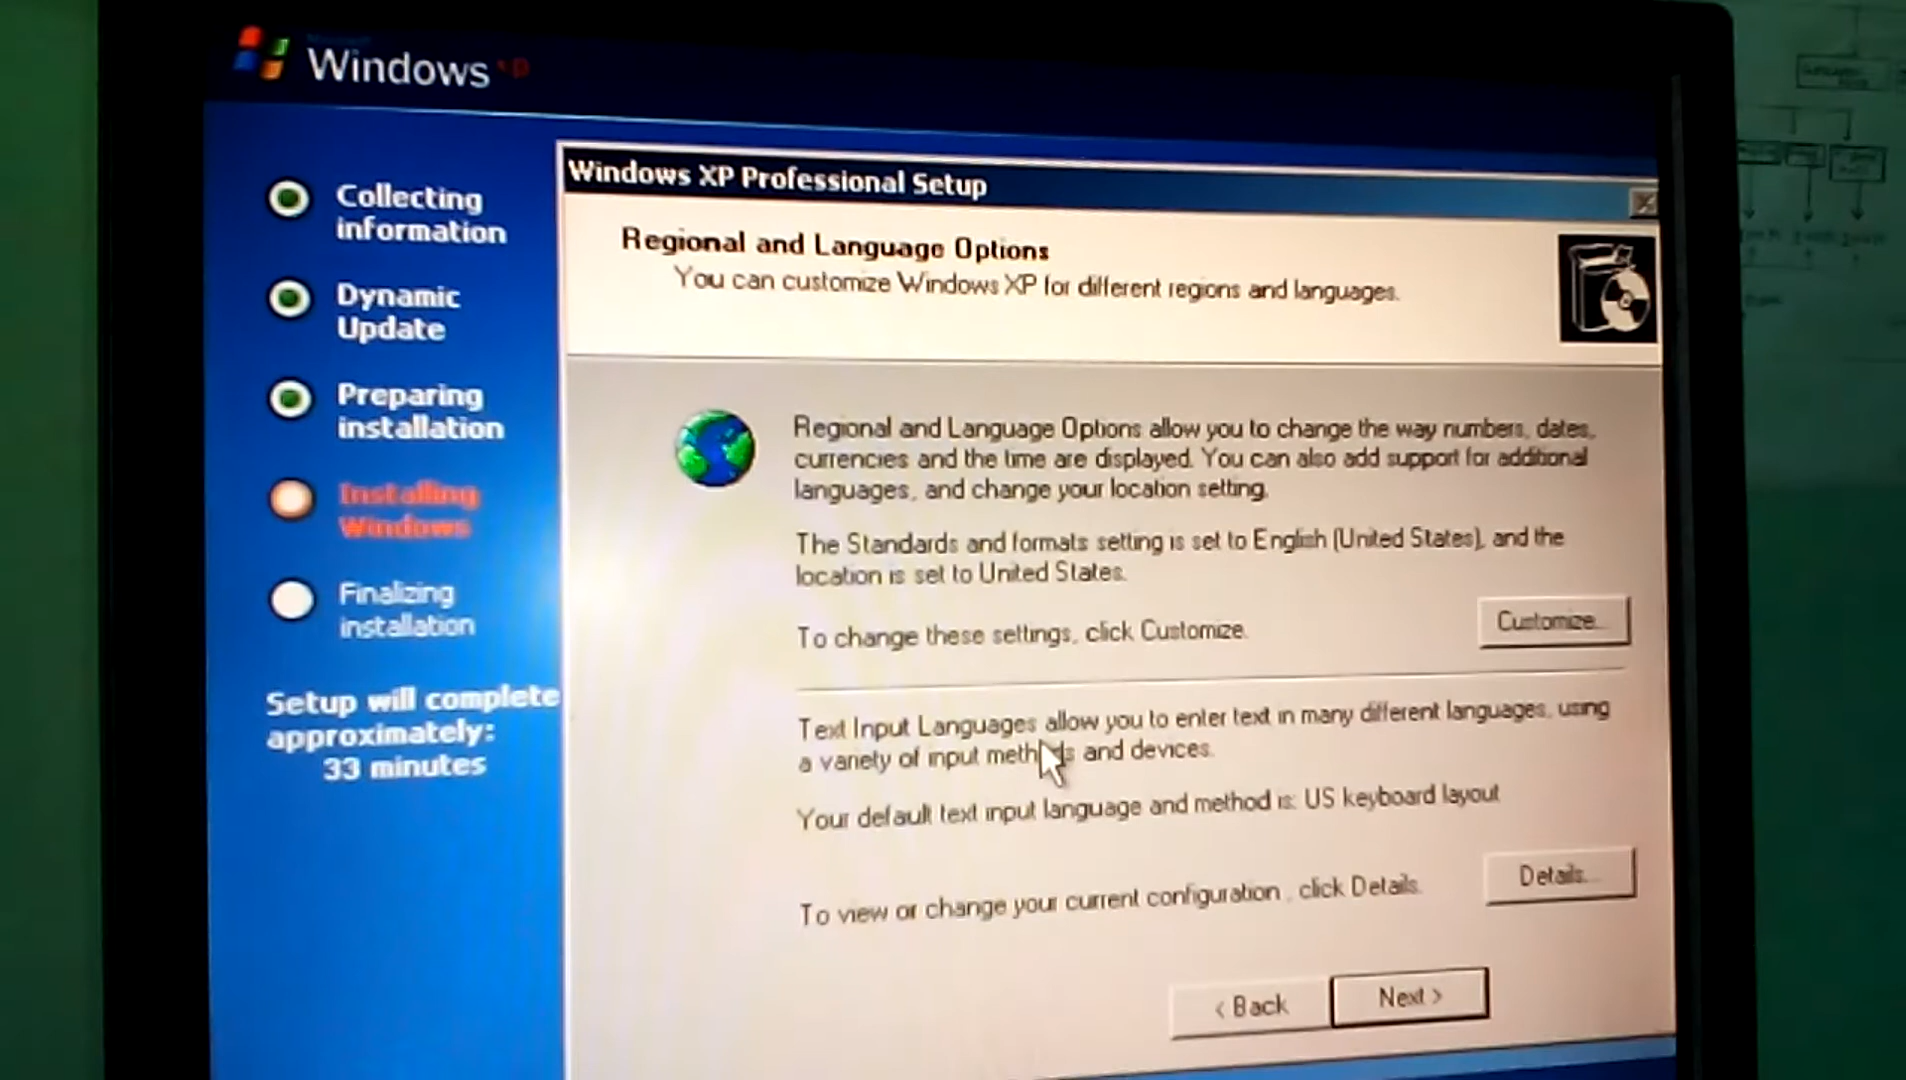 Windows xp
Collecting
information
Dynamic
Update
Preparing
installation
Installing
Windows
Finalizing
installation
Setup will complete
approximately:
33 minutes
Windows XP Professional Setup
Regional and Language Options
You can customize Windows XP for different regions and languages.
Regional and Language Options allow you to change the way numbers, dates,
currencies and the time are displayed. You can also add support for additional
languages, and change your location setting.
The Standards and formats setting is set to English (United States), and the
location is set to United States.
To change these settings, click Customize.
Customize...
Text Input Languages allow you to enter text in many different languages, using
a variety of input methods and devices.
Your default text input language and method is: US keyboard layout
To view or change your current configuration , click Details.
Details...
< Back
Next >